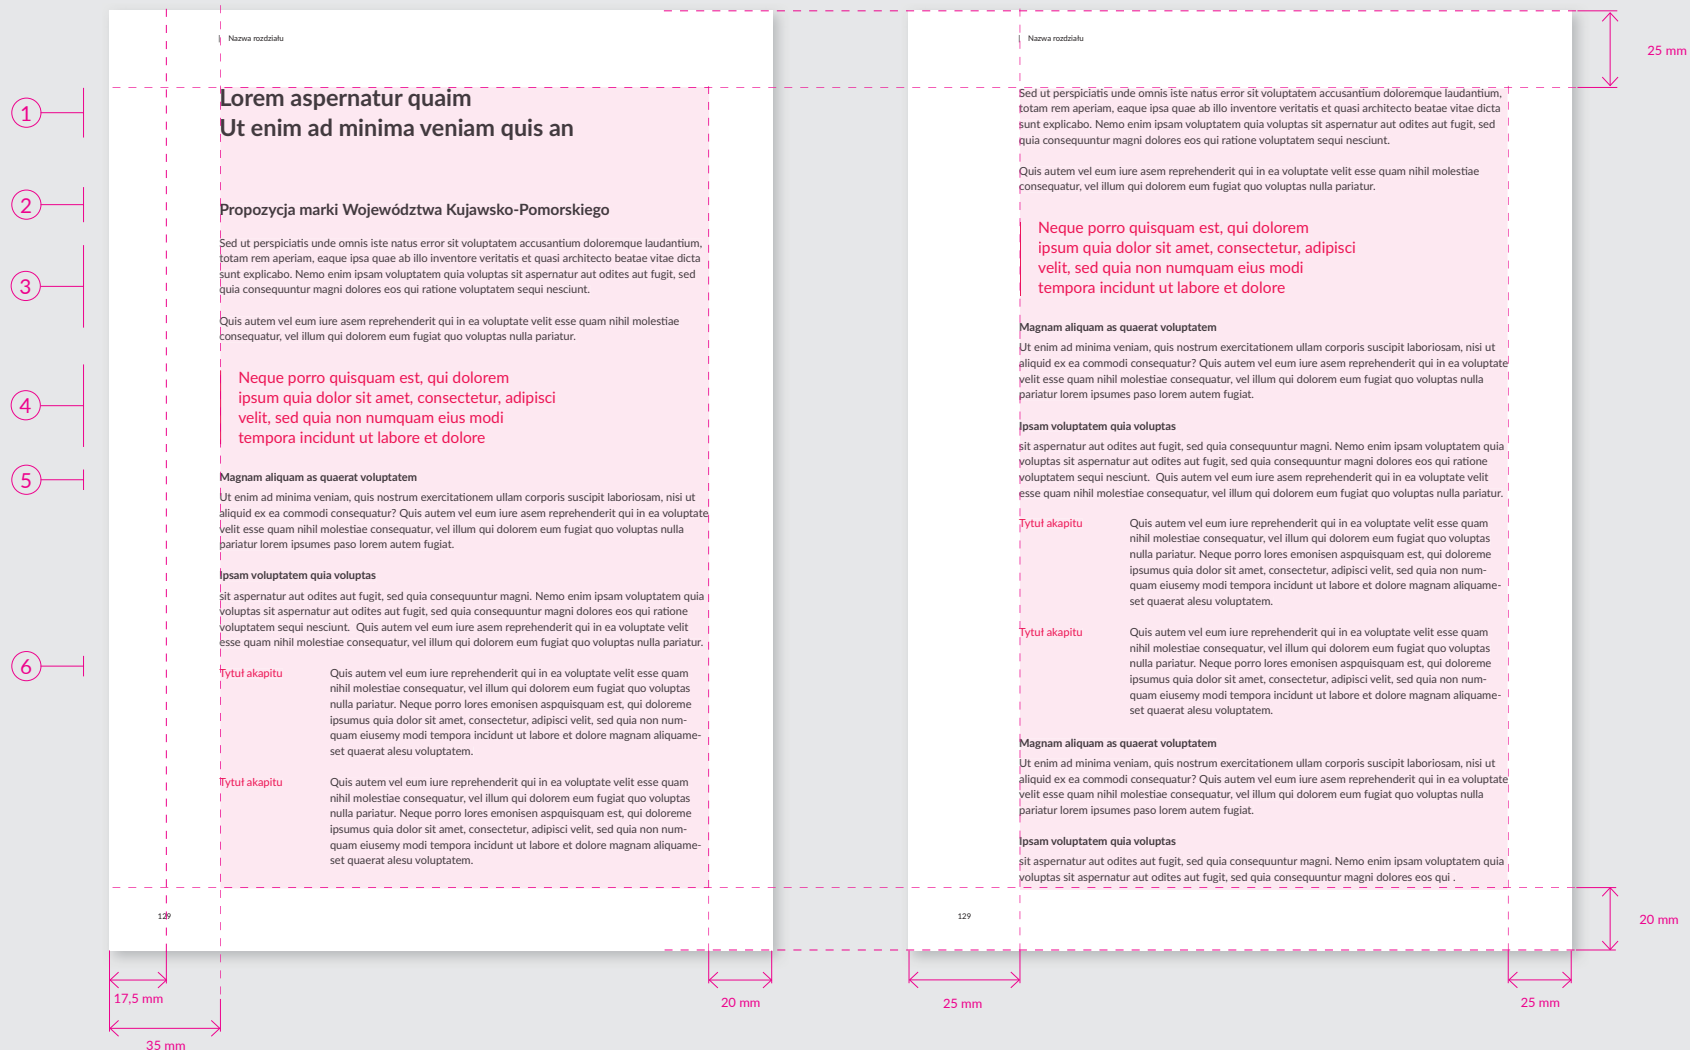 Nazwa rozdziału
1
Lorem aspernatur quaim
Ut enim ad minima veniam quis an
2
Propozycja marki Województwa Kujawsko-Pomorskiego
3
Sed ut perspiciatis unde omnis iste natus error sit voluptatem accusantium doloremque laudantium,
totam rem aperiam, eaque ipsa quae ab illo inventore veritatis et quasi architecto beatae vitae dicta
sunt explicabo. Nemo enim ipsam voluptatem quia voluptas sit aspernatur aut odites aut fugit, sed
quia consequuntur magni dolores eos qui ratione voluptatem sequi nesciunt.
Quis autem vel eum iure asem reprehenderit qui in ea voluptate velit esse quam nihil molestiae
consequatur, vel illum qui dolorem eum fugiat quo voluptas nulla pariatur.
4
Neque porro quisquam est, qui dolorem
ipsum quia dolor sit amet, consectetur, adipisci
velit, sed quia non numquam eius modi
tempora incidunt ut labore et dolore
5
Magnam aliquam as quaerat voluptatem
Ut enim ad minima veniam, quis nostrum exercitationem ullam corporis suscipit laboriosam, nisi ut
aliquid ex ea commodi consequatur? Quis autem vel eum iure asem reprehenderit qui in ea voluptate
velit esse quam nihil molestiae consequatur, vel illum qui dolorem eum fugiat quo voluptas nulla
pariatur lorem ipsumes paso lorem autem fugiat.
Ipsam voluptatem quia voluptas
sit aspernatur aut odites aut fugit, sed quia consequuntur magni. Nemo enim ipsam voluptatem quia
voluptas sit aspernatur aut odites aut fugit, sed quia consequuntur magni dolores eos qui ratione
voluptatem sequi nesciunt.  Quis autem vel eum iure asem reprehenderit qui in ea voluptate velit
esse quam nihil molestiae consequatur, vel illum qui dolorem eum fugiat quo voluptas nulla pariatur.
6
Tytuł akapitu
Quis autem vel eum iure reprehenderit qui in ea voluptate velit esse quam
nihil molestiae consequatur, vel illum qui dolorem eum fugiat quo voluptas
nulla pariatur. Neque porro lores emonisen aspquisquam est, qui doloreme
ipsumus quia dolor sit amet, consectetur, adipisci velit, sed quia non num-
quam eiusemy modi tempora incidunt ut labore et dolore magnam aliquame-
set quaerat alesu voluptatem.
Tytuł akapitu
Quis autem vel eum iure reprehenderit qui in ea voluptate velit esse quam
nihil molestiae consequatur, vel illum qui dolorem eum fugiat quo voluptas
nulla pariatur. Neque porro lores emonisen aspquisquam est, qui doloreme
ipsumus quia dolor sit amet, consectetur, adipisci velit, sed quia non num-
quam eiusemy modi tempora incidunt ut labore et dolore magnam aliquame-
set quaerat alesu voluptatem.
129
17,5 mm
35 mm
20 mm
Nazwa rozdziału
Sed ut perspiciatis unde omnis iste natus error sit voluptatem accusantium doloremque laudantium,
totam rem aperiam, eaque ipsa quae ab illo inventore veritatis et quasi architecto beatae vitae dicta
sunt explicabo. Nemo enim ipsam voluptatem quia voluptas sit aspernatur aut odites aut fugit, sed
quia consequuntur magni dolores eos qui ratione voluptatem sequi nesciunt.
Quis autem vel eum iure asem reprehenderit qui in ea voluptate velit esse quam nihil molestiae
consequatur, vel illum qui dolorem eum fugiat quo voluptas nulla pariatur.
Neque porro quisquam est, qui dolorem
ipsum quia dolor sit amet, consectetur, adipisci
velit, sed quia non numquam eius modi
tempora incidunt ut labore et dolore
Magnam aliquam as quaerat voluptatem
Ut enim ad minima veniam, quis nostrum exercitationem ullam corporis suscipit laboriosam, nisi ut
aliquid ex ea commodi consequatur? Quis autem vel eum iure asem reprehenderit qui in ea voluptate
velit esse quam nihil molestiae consequatur, vel illum qui dolorem eum fugiat quo voluptas nulla
pariatur lorem ipsumes paso lorem autem fugiat.
Ipsam voluptatem quia voluptas
sit aspernatur aut odites aut fugit, sed quia consequuntur magni. Nemo enim ipsam voluptatem quia
voluptas sit aspernatur aut odites aut fugit, sed quia consequuntur magni dolores eos qui ratione
voluptatem sequi nesciunt.  Quis autem vel eum iure asem reprehenderit qui in ea voluptate velit
esse quam nihil molestiae consequatur, vel illum qui dolorem eum fugiat quo voluptas nulla pariatur.
Tytuł akapitu
Quis autem vel eum iure reprehenderit qui in ea voluptate velit esse quam
nihil molestiae consequatur, vel illum qui dolorem eum fugiat quo voluptas
nulla pariatur. Neque porro lores emonisen aspquisquam est, qui doloreme
ipsumus quia dolor sit amet, consectetur, adipisci velit, sed quia non num-
quam eiusemy modi tempora incidunt ut labore et dolore magnam aliquame-
set quaerat alesu voluptatem.
Tytuł akapitu
Quis autem vel eum iure reprehenderit qui in ea voluptate velit esse quam
nihil molestiae consequatur, vel illum qui dolorem eum fugiat quo voluptas
nulla pariatur. Neque porro lores emonisen aspquisquam est, qui doloreme
ipsumus quia dolor sit amet, consectetur, adipisci velit, sed quia non num-
quam eiusemy modi tempora incidunt ut labore et dolore magnam aliquame-
set quaerat alesu voluptatem.
Magnam aliquam as quaerat voluptatem
Ut enim ad minima veniam, quis nostrum exercitationem ullam corporis suscipit laboriosam, nisi ut
aliquid ex ea commodi consequatur? Quis autem vel eum iure asem reprehenderit qui in ea voluptate
velit esse quam nihil molestiae consequatur, vel illum qui dolorem eum fugiat quo voluptas nulla
pariatur lorem ipsumes paso lorem autem fugiat.
Ipsam voluptatem quia voluptas
sit aspernatur aut odites aut fugit, sed quia consequuntur magni. Nemo enim ipsam voluptatem quia
voluptas sit aspernatur aut odites aut fugit, sed quia consequuntur magni dolores eos qui .
129
25 mm
25 mm
25 mm
20 mm